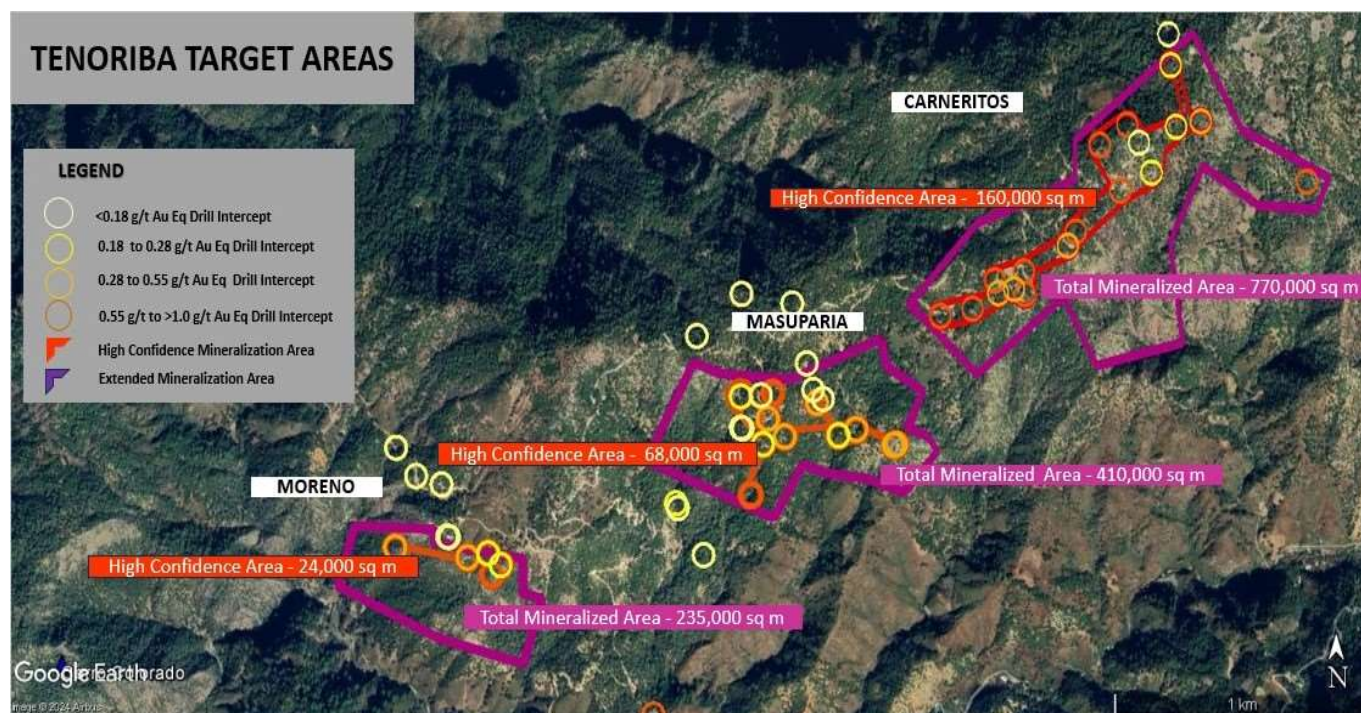 TENORIBA TARGET AREAS
CARNERITOS
LEGEND
<0.18 g/t Au Eq Drill Intercept
0.18 to 0.28 g/t Au Eq Drill Intercept
0.28 to 0.55 g/t Au Eq Drill Intercept
0.55 g/t to >1.0 g/t Au Eq Drill Intercept
High Confidence Mineralization Area
Extended Mineralization Area
High Confidence Area - 160,000 sq m
Total Mineralized Area - 770,000 sq m
MASUPARIA
High Confidence Area - 68,000 sq m
Total Mineralized Area - 410,000 sq m
MORENO
High Confidence Area - 24,000 sq m
Total Mineralized Area - 235,000 sq m
Google Earth
Image © 2024 Airbus
1 km
N